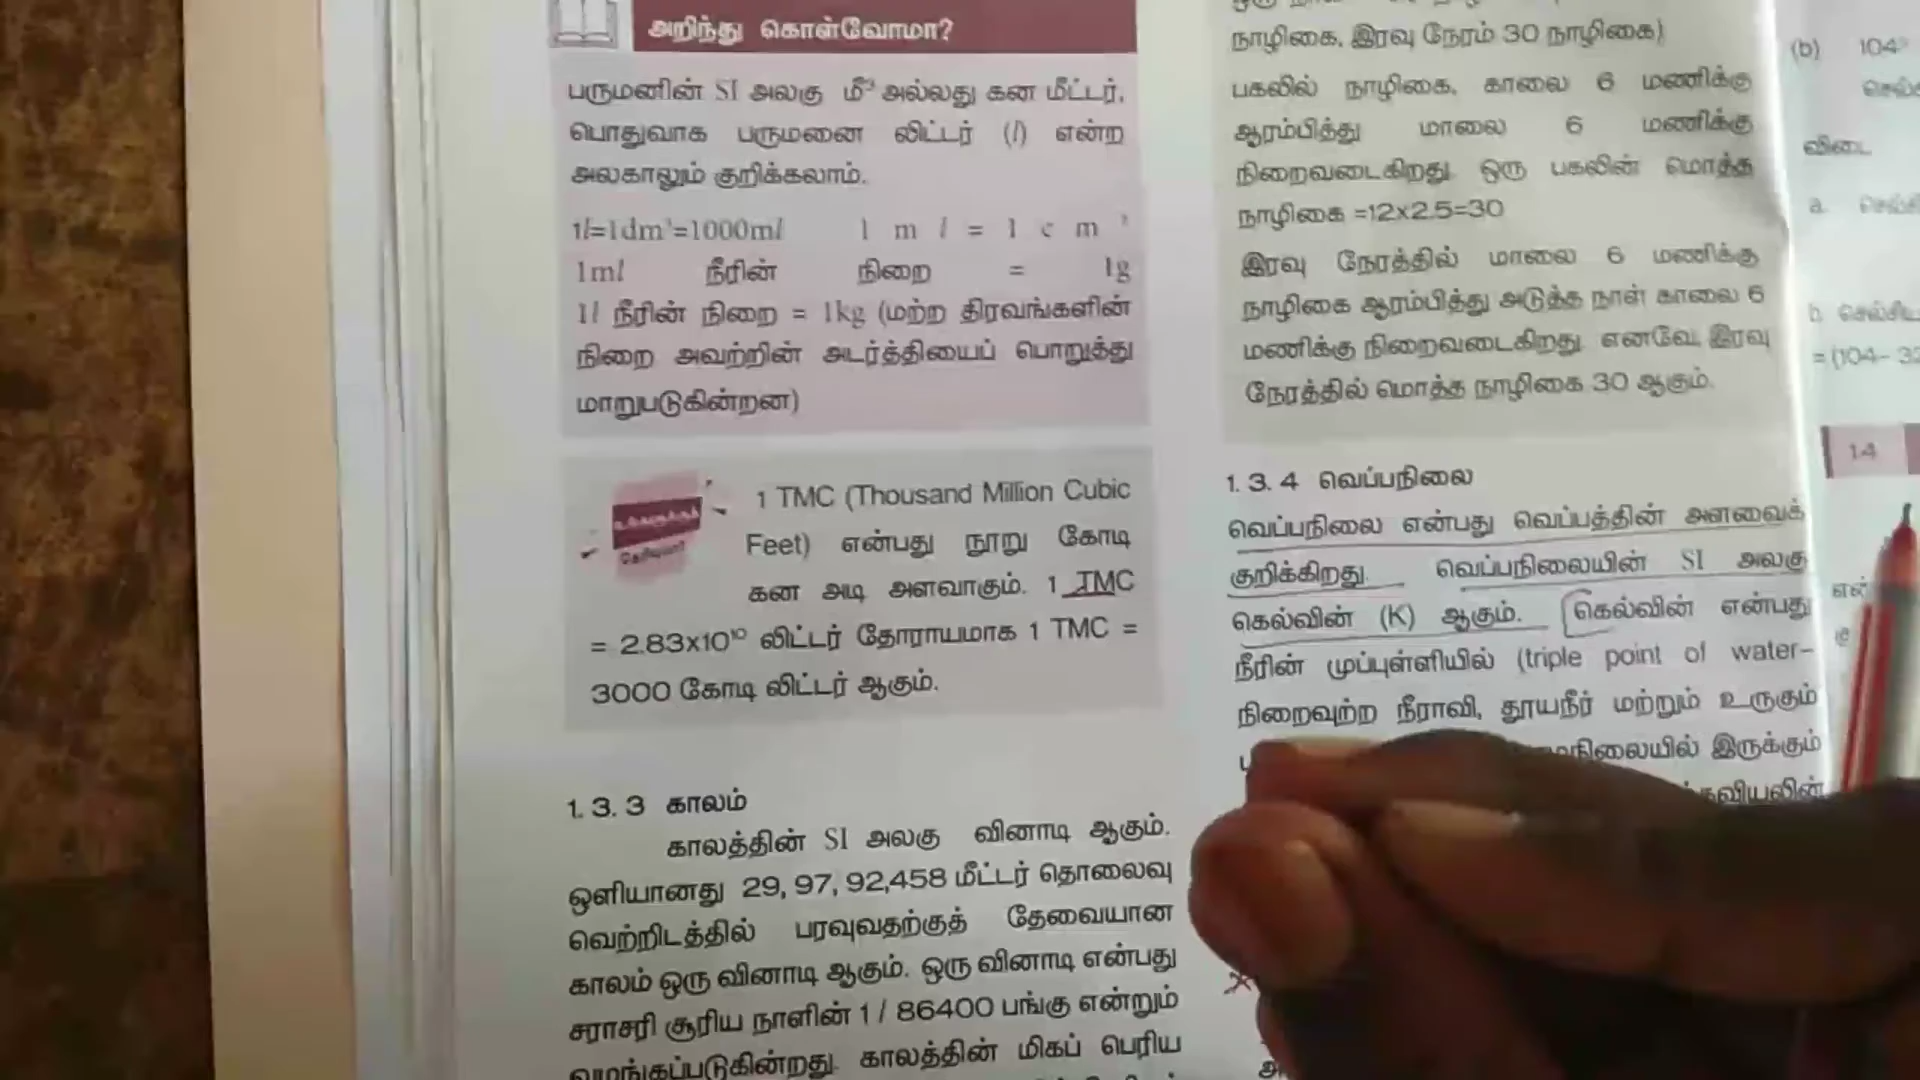 அறிந்து கொள்வோமா?
பருமனின் SI அலகு மீ³ அல்லது கன மீட்டர்,
பொதுவாக பருமனை லிட்டர் (l) என்ற
அலகாலும் குறிக்கலாம்.
1l=1dm³=1000ml 1 m l = 1 c m ³
1ml நீரின் நிறை = 1g
1l நீரின் நிறை = 1kg (மற்ற திரவங்களின்
நிறை அவற்றின் அடர்த்தியைப் பொறுத்து
மாறுபடுகின்றன)
உங்களுக்குத்
தெரியுமா?
1 TMC (Thousand Million Cubic
Feet) என்பது நூறு கோடி
கன அடி அளவாகும். 1 TMC
= 2.83x10¹⁰ லிட்டர் தோராயமாக 1 TMC =
3000 கோடி லிட்டர் ஆகும்.
1. 3. 3 காலம்
காலத்தின் SI அலகு வினாடி ஆகும்.
ஒளியானது 29, 97, 92,458 மீட்டர் தொலைவு
வெற்றிடத்தில் பரவுவதற்குத் தேவையான
காலம் ஒரு வினாடி ஆகும். ஒரு வினாடி என்பது
சராசரி சூரிய நாளின் 1 / 86400 பங்கு என்றும்
வழங்கப்படுகின்றது. காலத்தின் மிகப் பெரிய
நாழிகை, இரவு நேரம் 30 நாழிகை)
பகலில் நாழிகை, காலை 6 மணிக்கு
ஆரம்பித்து மாலை 6 மணிக்கு
நிறைவடைகிறது. ஒரு பகலின் மொத்த
நாழிகை =12x2.5=30
இரவு நேரத்தில் மாலை 6 மணிக்கு
நாழிகை ஆரம்பித்து அடுத்த நாள் காலை 6
மணிக்கு நிறைவடைகிறது. எனவே, இரவு
நேரத்தில் மொத்த நாழிகை 30 ஆகும்.
1. 3. 4 வெப்பநிலை
வெப்பநிலை என்பது வெப்பத்தின் அளவைக்
குறிக்கிறது. வெப்பநிலையின் SI அலகு
கெல்வின் (K) ஆகும். கெல்வின் என்பது
நீரின் முப்புள்ளியில் (triple point of water–
நிறைவுற்ற நீராவி, தூயநீர் மற்றும் உருகும்
இருக்கும்
(b) 104°
விடை
a.
b.
= (104– 32
14